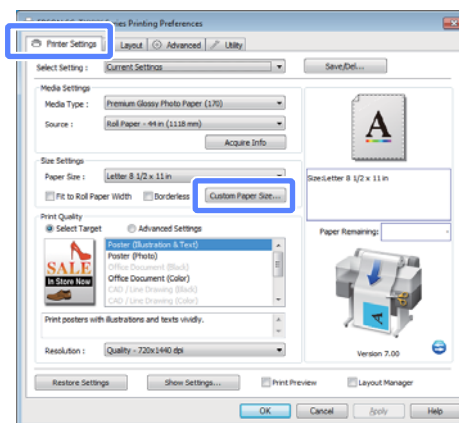 Series Printing Preferences
Printer Settings Layout Advanced Utility
Select Setting : Current Settings Save/Del...
Media Settings
Media Type : Premium Glossy Photo Paper (170)
Source : Roll Paper - 44 in (1118 mm)
Acquire Info
A
Size Settings
Paper Size : Letter 8 1/2 x 11 in
Size:Letter 8 1/2 x 11 in
Fit to Roll Paper Width Borderless Custom Paper Size...
Print Quality
Select Target Advanced Settings
Paper Remaining: -
SALE
In Store Now
Poster (Illustration & Text)
Poster (Photo)
Office Document (Black)
Office Document (Color)
CAD / Line Drawing (Black)
CAD / Line Drawing (Color)
A
Print posters with illustrations and texts vividly.
Resolution : Quality - 720x1440 dpi
Version 7.00
Restore Settings Show Settings... Print Preview Layout Manager
OK Cancel Apply Help